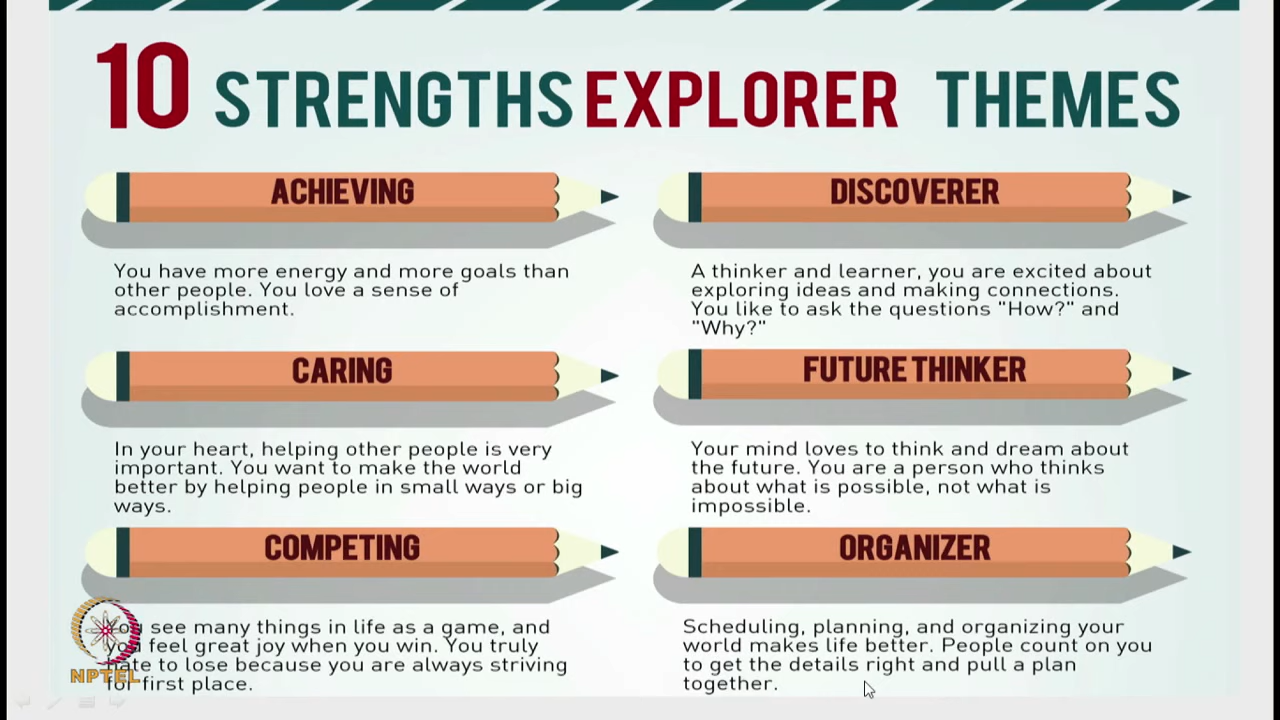 10 STRENGTHS EXPLORER THEMES
ACHIEVING
You have more energy and more goals than
other people. You love a sense of
accomplishment.
DISCOVERER
A thinker and learner, you are excited about
exploring ideas and making connections.
You like to ask the questions "How?" and
"Why?"
CARING
In your heart, helping other people is very
important. You want to make the world
better by helping people in small ways or big
ways.
FUTURE THINKER
Your mind loves to think and dream about
the future. You are a person who thinks
about what is possible, not what is
impossible.
COMPETING
You see many things in life as a game, and
you feel great joy when you win. You truly
hate to lose because you are always striving
for first place.
ORGANIZER
Scheduling, planning, and organizing your
world makes life better. People count on you
to get the details right and pull a plan
together.
NPTEL